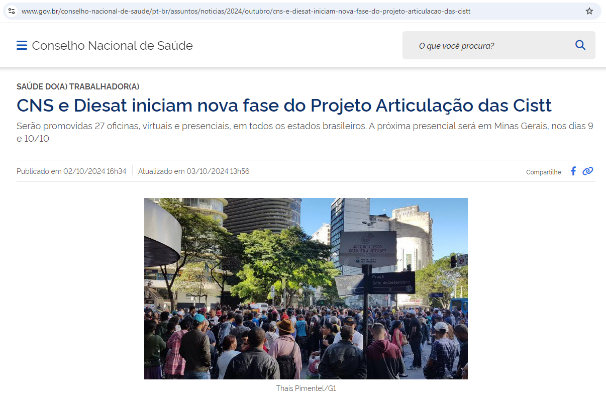 www.gov.br/conselho-nacional-de-saude/pt-br/assuntos/noticias/2024/outubro/cns-e-diesat-iniciam-nova-fase-do-projeto-articulacao-das-cistt
Conselho Nacional de Saúde
O que você procura?
SAÚDE DO(A) TRABALHADOR(A)
CNS e Diesat iniciam nova fase do Projeto Articulação das Cistt
Serão promovidas 27 oficinas, virtuais e presenciais, em todos os estados brasileiros. A próxima presencial será em Minas Gerais, nos dias 9
e 10/10
Publicado em 02/10/2024 16h34
Atualizado em 03/10/2024 13h56
Compartilhe:
Thais Pimentel/G1